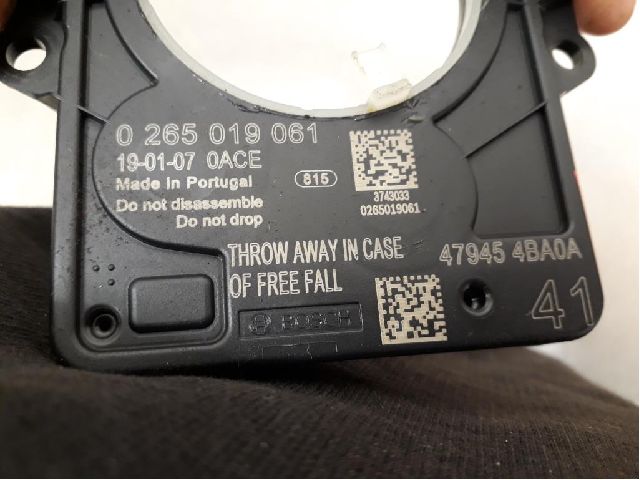 0 265 019 061
19-01-07 0ACE
Made in Portugal
815
Do not disassemble
Do not drop
3743033
0265019061
THROW AWAY IN CASE
OF FREE FALL
47945 4BA0A
41
BOSCH